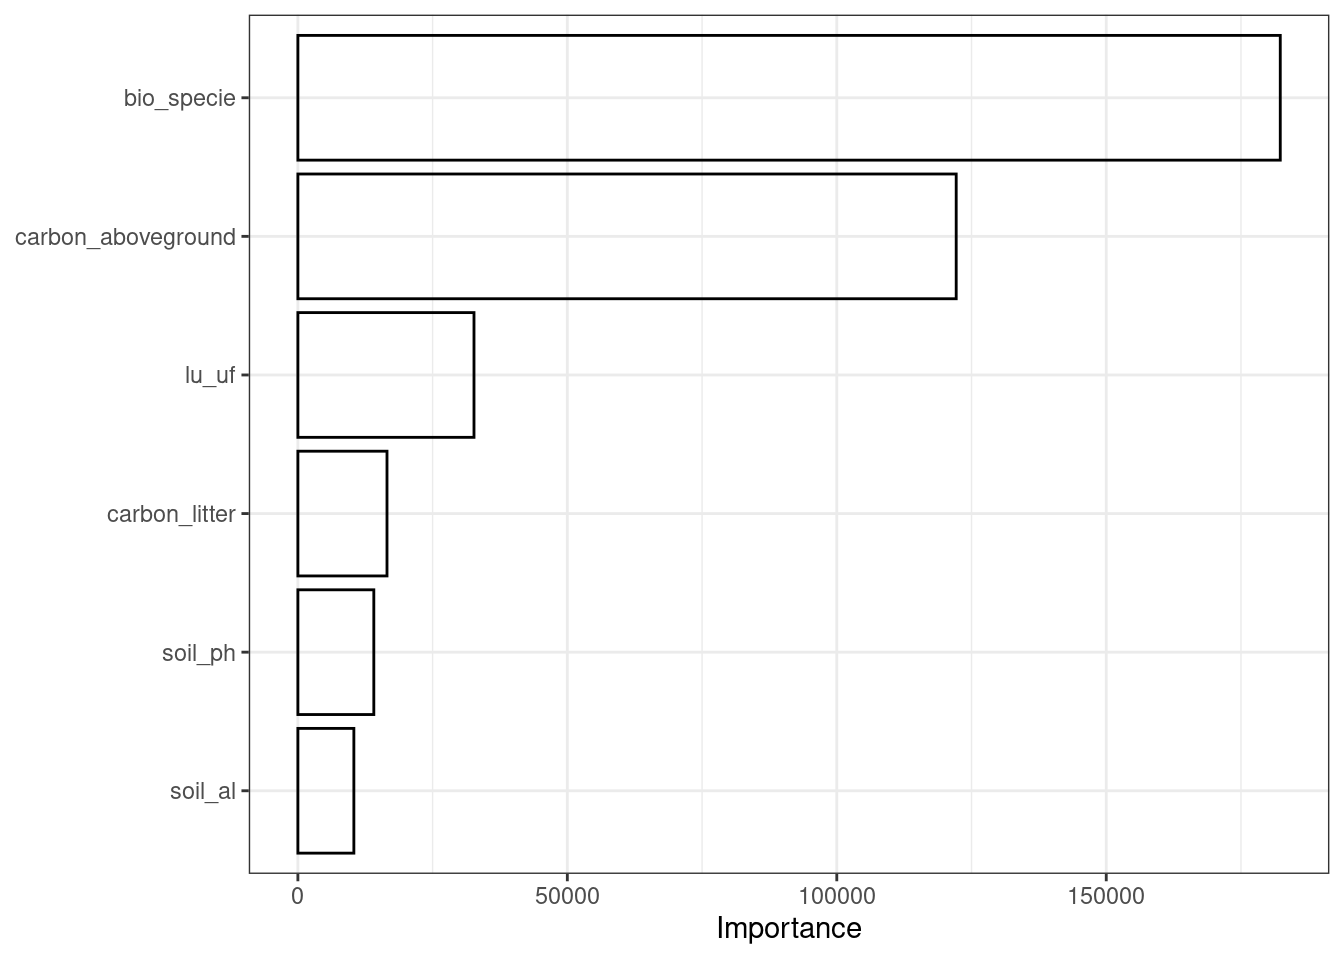 bio_specie
carbon_aboveground
lu_uf
carbon_litter
soil_ph
soil_al
0 50000 100000 150000
Importance